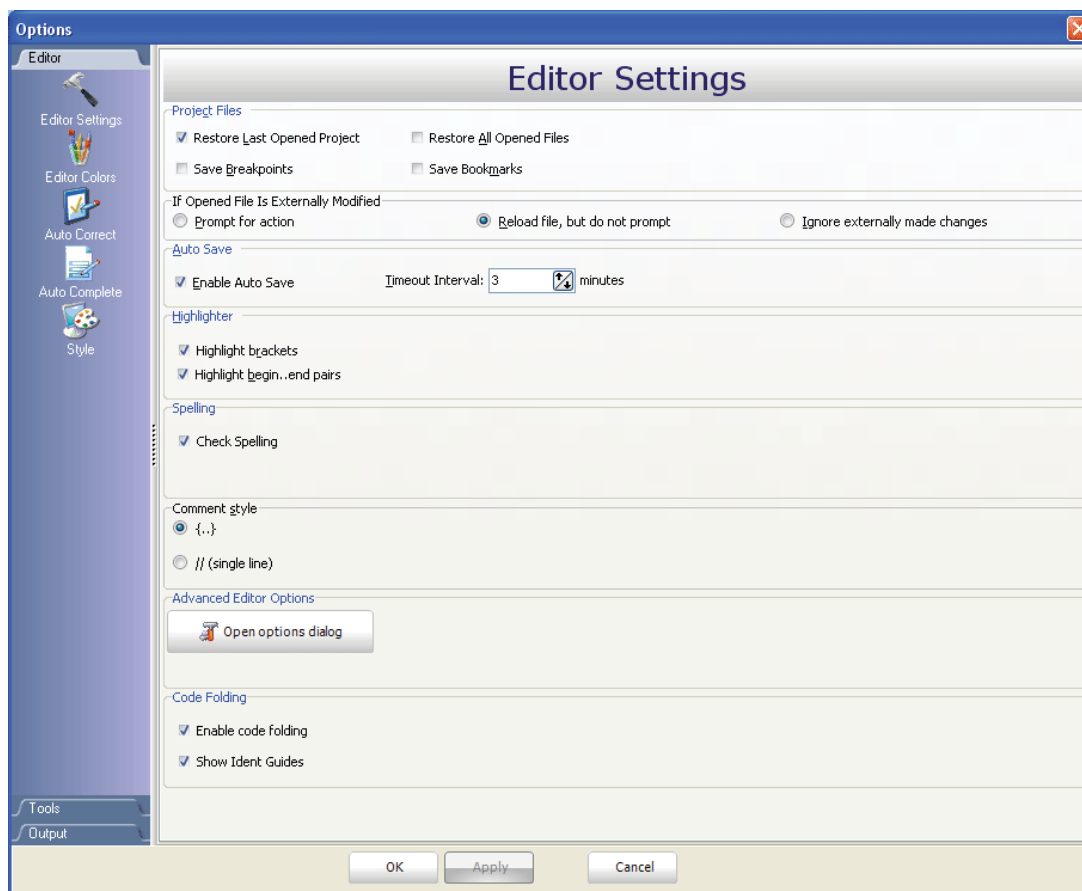 Options
Editor
Editor Settings
Editor Colors
Auto Correct
Auto Complete
Style
Tools
Output
Editor Settings
Project Files
Restore Last Opened Project
Restore All Opened Files
Save Breakpoints
Save Bookmarks
If Opened File Is Externally Modified
Prompt for action
Reload file, but do not prompt
Ignore externally made changes
Auto Save
Enable Auto Save
Timeout Interval: 3 minutes
Highlighter
Highlight brackets
Highlight begin..end pairs
Spelling
Check Spelling
Comment style
{..}
// (single line)
Advanced Editor Options
Open options dialog
Code Folding
Enable code folding
Show Ident Guides
OK
Apply
Cancel